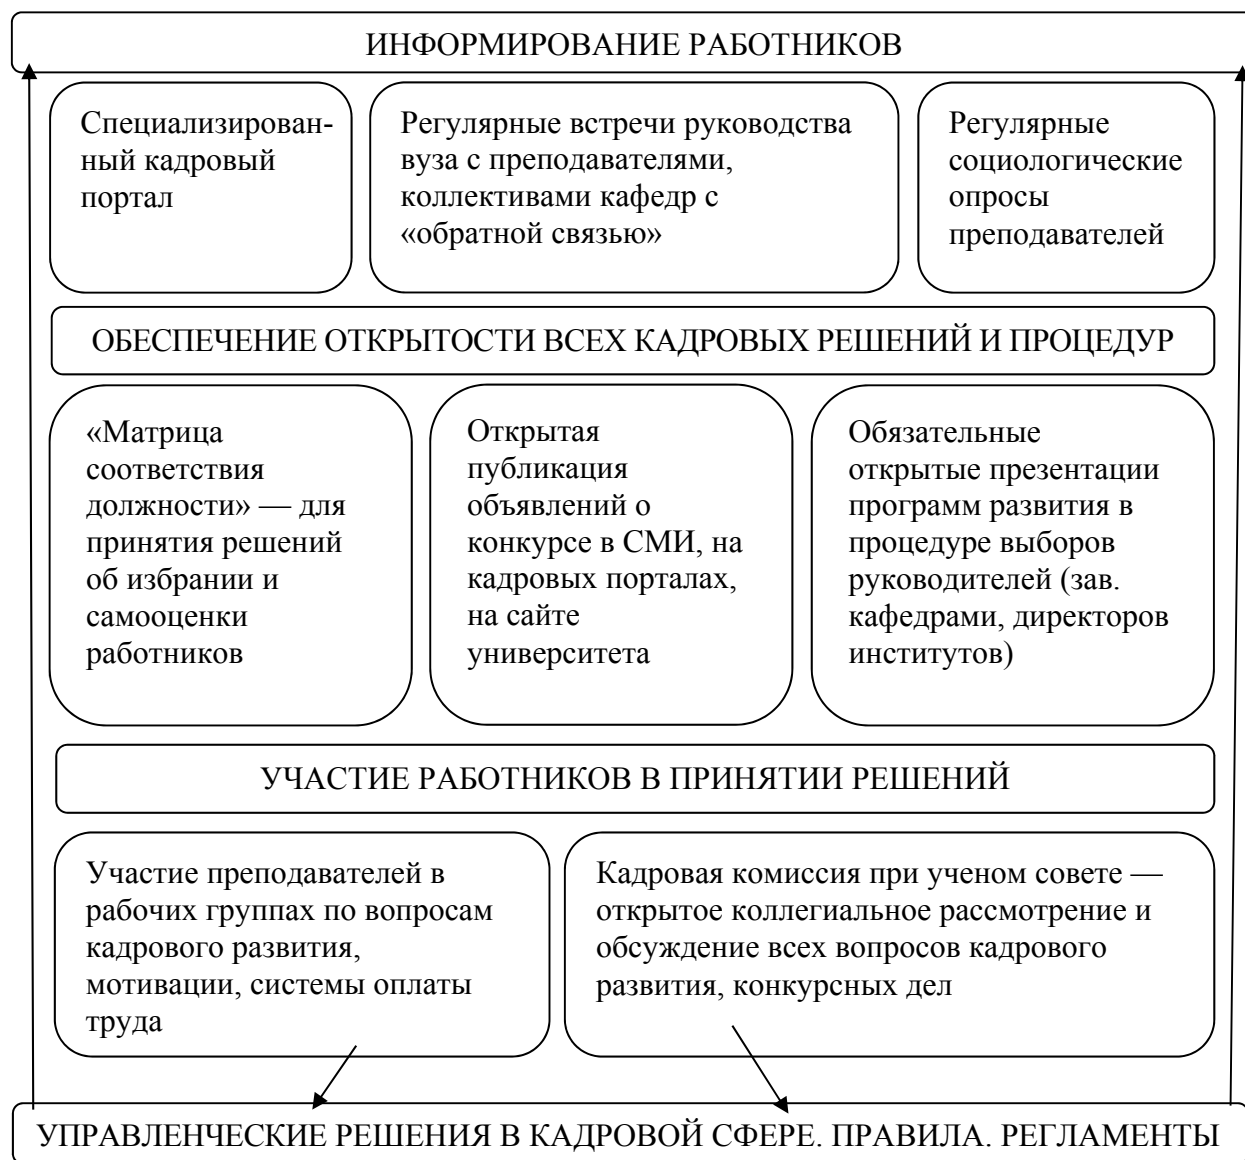 ИНФОРМИРОВАНИЕ РАБОТНИКОВ
Специализирован-
ный кадровый
портал
Регулярные встречи руководства
вуза с преподавателями,
коллективами кафедр с
«обратной связью»
Регулярные
социологические
опросы
преподавателей
ОБЕСПЕЧЕНИЕ ОТКРЫТОСТИ ВСЕХ КАДРОВЫХ РЕШЕНИЙ И ПРОЦЕДУР
«Матрица
соответствия
должности» — для
принятия решений
об избрании и
самооценки
работников
Открытая
публикация
объявлений о
конкурсе в СМИ, на
кадровых порталах,
на сайте
университета
Обязательные
открытые презентации
программ развития в
процедуре выборов
руководителей (зав.
кафедрами, директоров
институтов)
УЧАСТИЕ РАБОТНИКОВ В ПРИНЯТИИ РЕШЕНИЙ
Участие преподавателей в
рабочих группах по вопросам
кадрового развития,
мотивации, системы оплаты
труда
Кадровая комиссия при ученом совете —
открытое коллегиальное рассмотрение и
обсуждение всех вопросов кадрового
развития, конкурсных дел
УПРАВЛЕНЧЕСКИЕ РЕШЕНИЯ В КАДРОВОЙ СФЕРЕ. ПРАВИЛА. РЕГЛАМЕНТЫ